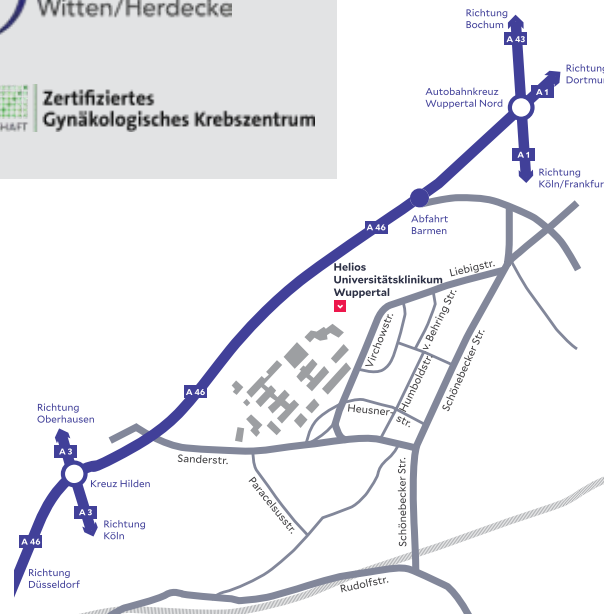 Witten/Herdecke
HAFT
Zertifiziertes
Gynäkologisches Krebszentrum
Richtung
Bochum
A 43
Richtung
Dortmu
A 1
Autobahnkreuz
Wuppertal Nord
A 1
Richtung
Köln/Frankfur
Abfahrt
Barmen
A 46
Helios
Universitätsklinikum
Wuppertal
Liebigstr.
Virchowstr.
v. Behring Str.
Humboldtstr.
Schönebecker Str.
Heusner-
str.
A 46
Richtung
Oberhausen
A 3
Kreuz Hilden
Sanderstr.
Paracelsusstr.
Schönebecker Str.
A 3
Richtung
Köln
A 46
Richtung
Düsseldorf
Rudolfstr.